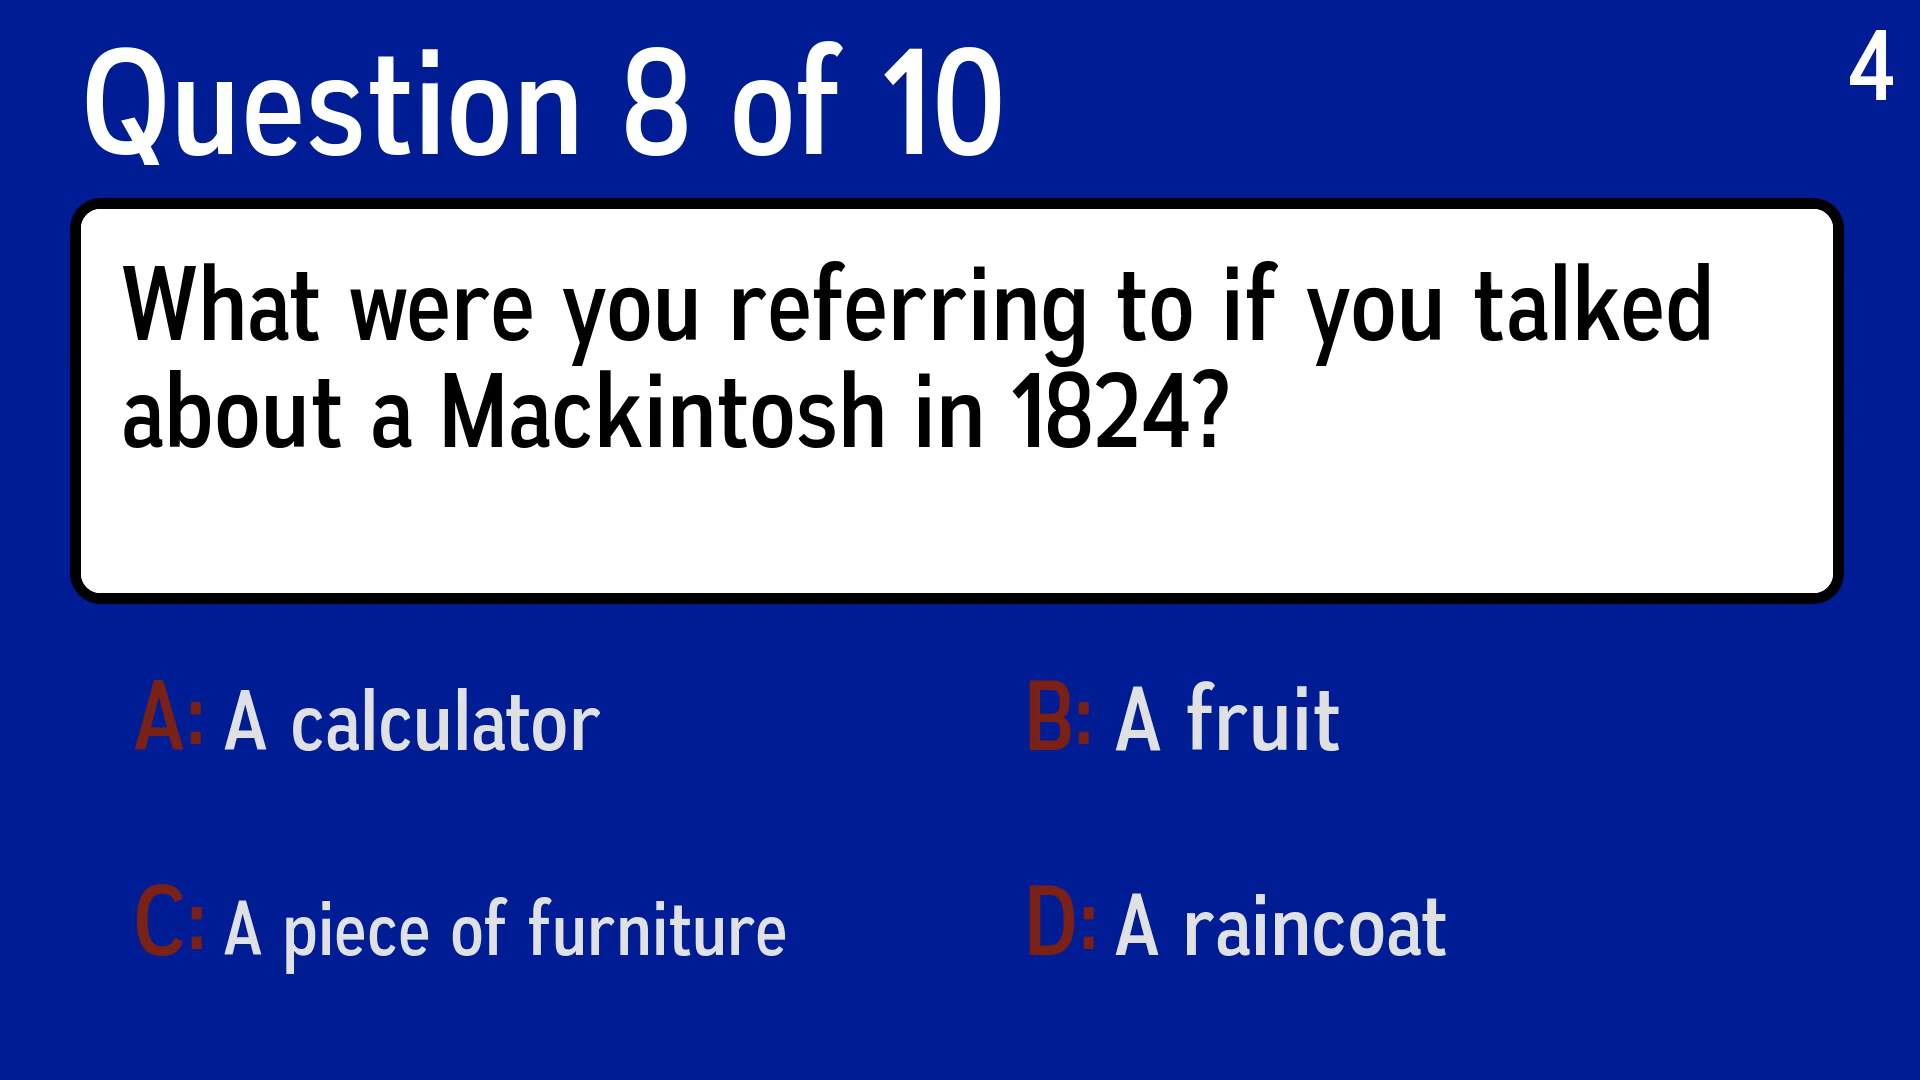 Question 8 of 10
4
What were you referring to if you talked
about a Mackintosh in 1824?
A: A calculator
B: A fruit
C: A piece of furniture
D: A raincoat